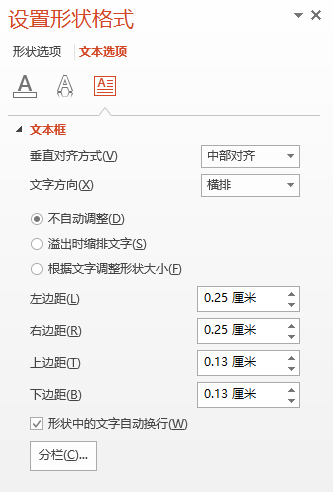 设置形状格式
形状选项 文本选项
文本框
垂直对齐方式(V) 中部对齐
文字方向(X) 横排
不自动调整(D)
溢出时缩排文字(S)
根据文字调整形状大小(F)
左边距(L) 0.25 厘米
右边距(R) 0.25 厘米
上边距(T) 0.13 厘米
下边距(B) 0.13 厘米
形状中的文字自动换行(W)
分栏(C)...